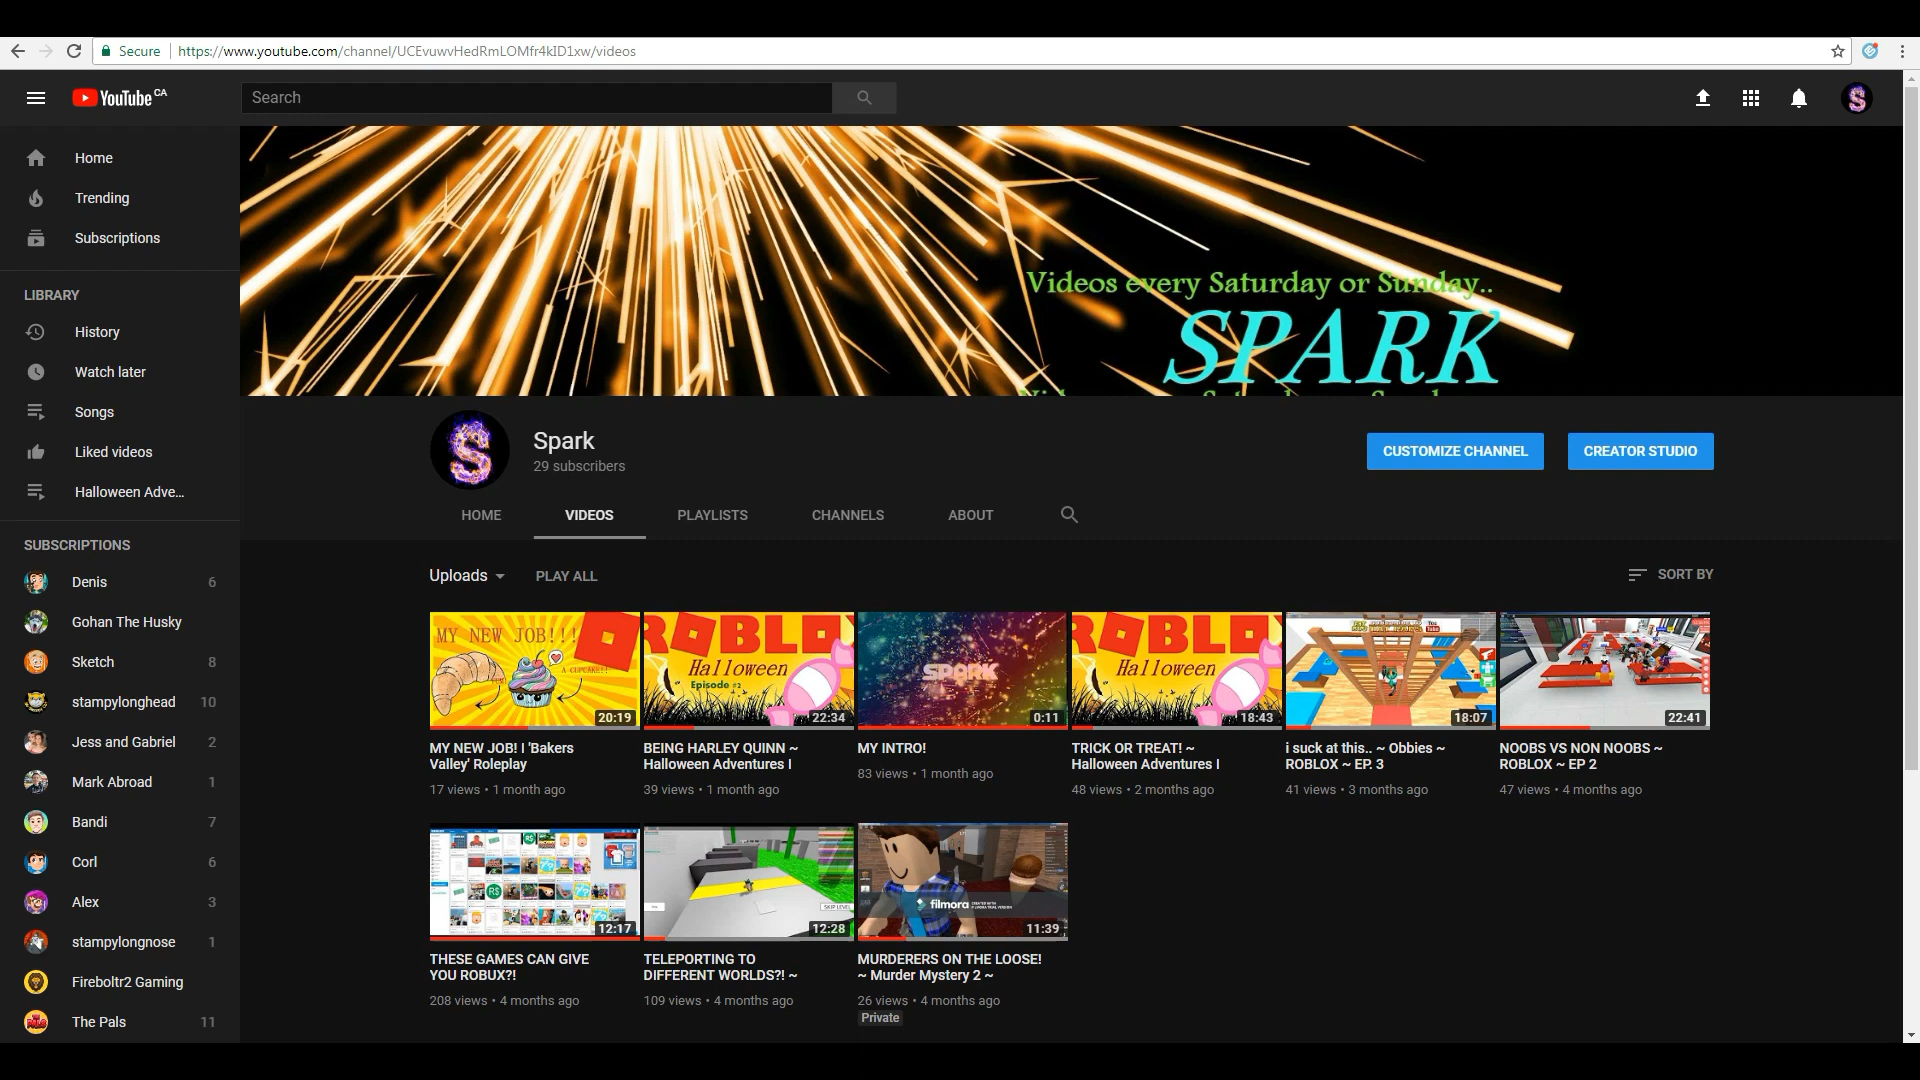 Secure
https://www.youtube.com/channel/UCEvuwvHedRmLOMfr4kID1xw/videos
YouTube CA
Search
Home
Trending
Subscriptions
LIBRARY
History
Watch later
Songs
Liked videos
Halloween Adve...
SUBSCRIPTIONS
Denis 6
Gohan The Husky
Sketch 8
stampylonghead 10
Jess and Gabriel 2
Mark Abroad 1
Bandi 7
Corl 6
Alex 3
stampylongnose 1
Fireboltr2 Gaming
The Pals 11
Videos every Saturday or Sunday..
SPARK
Spark
29 subscribers
CUSTOMIZE CHANNEL
CREATOR STUDIO
HOME
VIDEOS
PLAYLISTS
CHANNELS
ABOUT
Uploads
PLAY ALL
SORT BY
MY NEW JOB!!!
A CUPCAKE!!
20:19
MY NEW JOB! I 'Bakers
Valley' Roleplay
17 views • 1 month ago
ROBLO
Halloween
Episode #2
22:34
BEING HARLEY QUINN ~
Halloween Adventures I
39 views • 1 month ago
SPARK
0:11
MY INTRO!
83 views • 1 month ago
ROBLO
Halloween
18:43
TRICK OR TREAT! ~
Halloween Adventures I
48 views • 2 months ago
18:07
i suck at this.. ~ Obbies ~
ROBLOX ~ EP. 3
41 views • 3 months ago
22:41
NOOBS VS NON NOOBS ~
ROBLOX ~ EP 2
47 views • 4 months ago
R$
12:17
THESE GAMES CAN GIVE
YOU ROBUX?!
208 views • 4 months ago
SKIP LEVEL
12:28
TELEPORTING TO
DIFFERENT WORLDS?! ~
109 views • 4 months ago
filmora
11:39
MURDERERS ON THE LOOSE!
~ Murder Mystery 2 ~
26 views • 4 months ago
Private